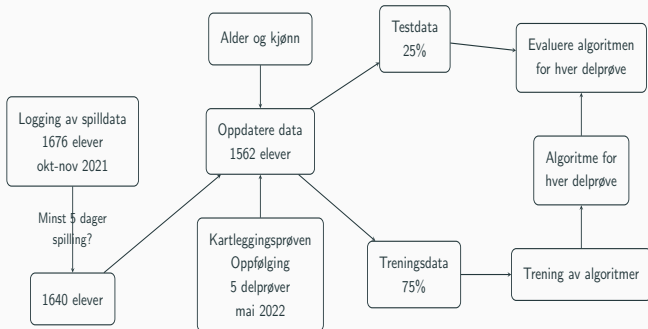 Logging av spilldata
1676 elever
okt-nov 2021
Minst 5 dager
spilling?
1640 elever
Alder og kjønn
Oppdatere data
1562 elever
Kartleggingsprøven
Oppfølging
5 delprøver
mai 2022
Testdata
25%
Treningsdata
75%
Trening av algoritmer
Algoritme for
hver delprøve
Evaluere algoritmen
for hver delprøve